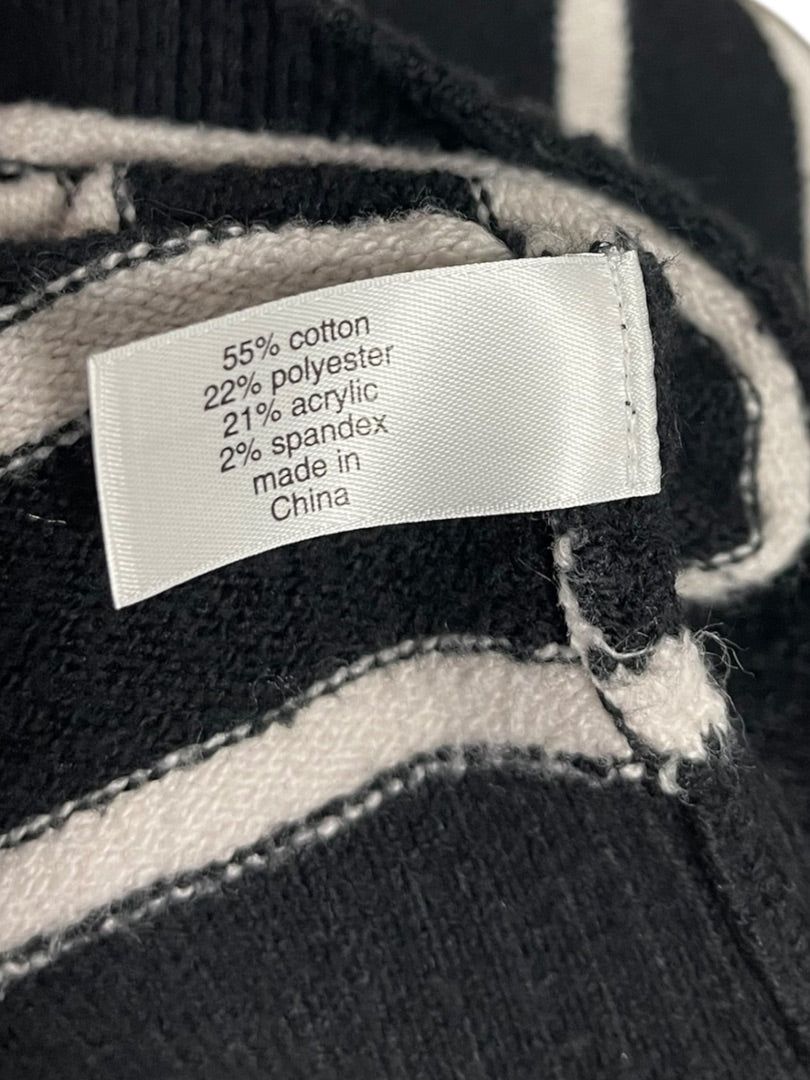 55% cotton
22% polyester
21% acrylic
2% spandex
made in
China